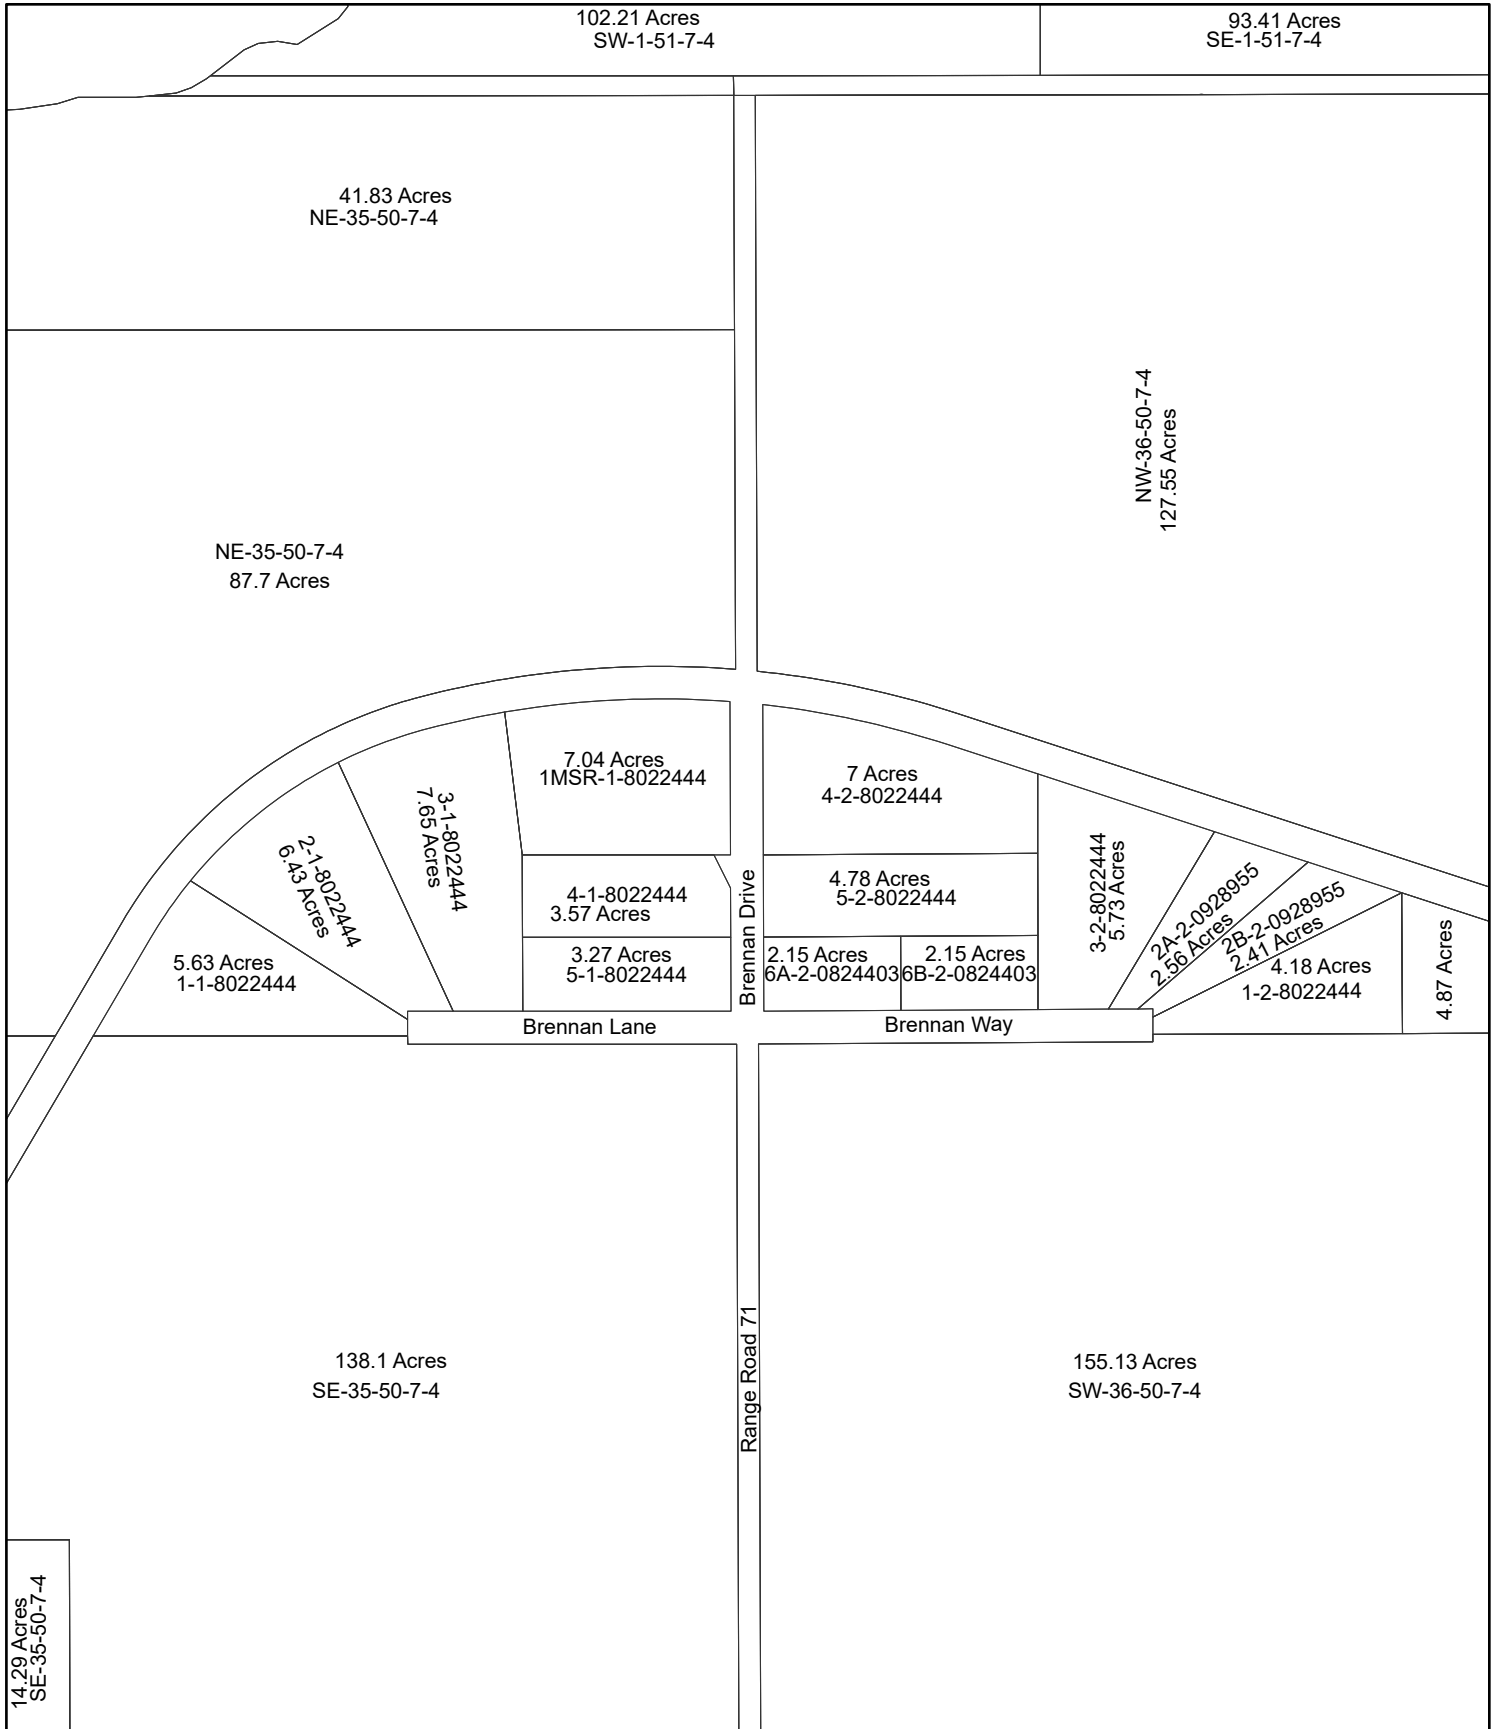 102.21 Acres
SW-1-51-7-4
93.41 Acres
SE-1-51-7-4
41.83 Acres
NE-35-50-7-4
NW-36-50-7-4
127.55 Acres
NE-35-50-7-4
87.7 Acres
7.04 Acres
1MSR-1-8022444
7 Acres
4-2-8022444
3-1-8022444
7.65 Acres
2-1-8022444
6.43 Acres
4-1-8022444
3.57 Acres
Brennan Drive
4.78 Acres
5-2-8022444
3-2-8022444
5.73 Acres
2A-2-0928955
2.56 Acres
2B-2-0928955
2.41 Acres
5.63 Acres
1-1-8022444
3.27 Acres
5-1-8022444
2.15 Acres
6A-2-0824403
2.15 Acres
6B-2-0824403
4.18 Acres
1-2-8022444
4.87 Acres
Brennan Lane
Brennan Way
138.1 Acres
SE-35-50-7-4
Range Road 71
155.13 Acres
SW-36-50-7-4
14.29 Acres
SE-35-50-7-4